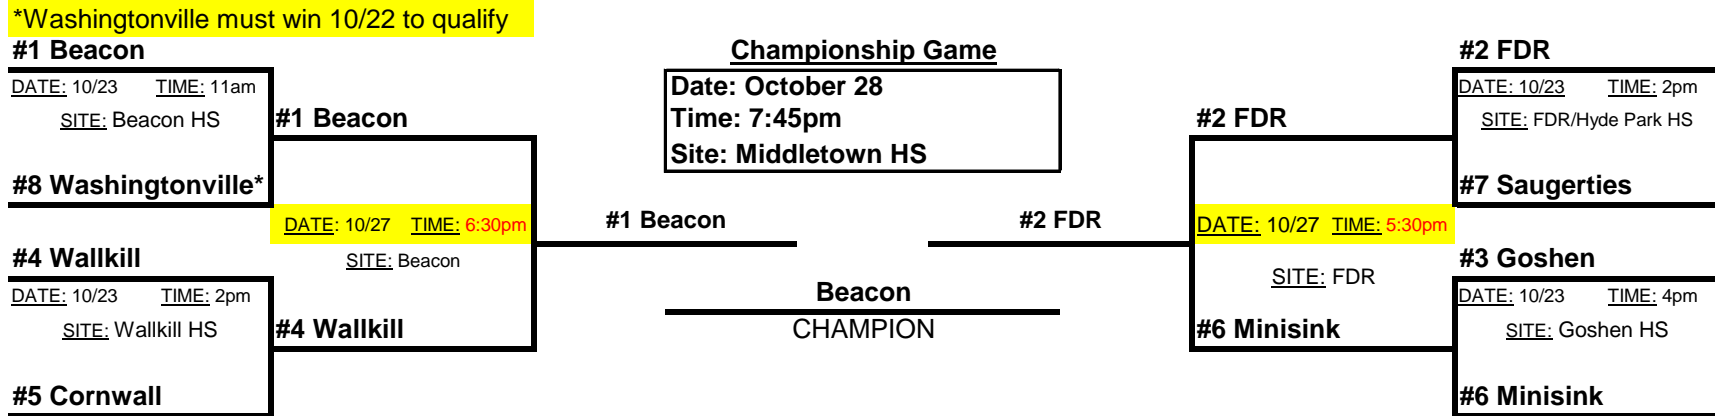 *Washingtonville must win 10/22 to qualify
#1 Beacon
DATE: 10/23 TIME: 11am
SITE: Beacon HS
#8 Washingtonville*
#1 Beacon
DATE: 10/27 TIME: 6:30pm
SITE: Beacon
#4 Wallkill
DATE: 10/23 TIME: 2pm
SITE: Wallkill HS
#5 Cornwall
#4 Wallkill
#1 Beacon
Championship Game
Date: October 28
Time: 7:45pm
Site: Middletown HS
Beacon
CHAMPION
#2 FDR
#2 FDR
DATE: 10/27 TIME: 5:30pm
SITE: FDR
#6 Minisink
#2 FDR
DATE: 10/23 TIME: 2pm
SITE: FDR/Hyde Park HS
#7 Saugerties
#3 Goshen
DATE: 10/23 TIME: 4pm
SITE: Goshen HS
#6 Minisink